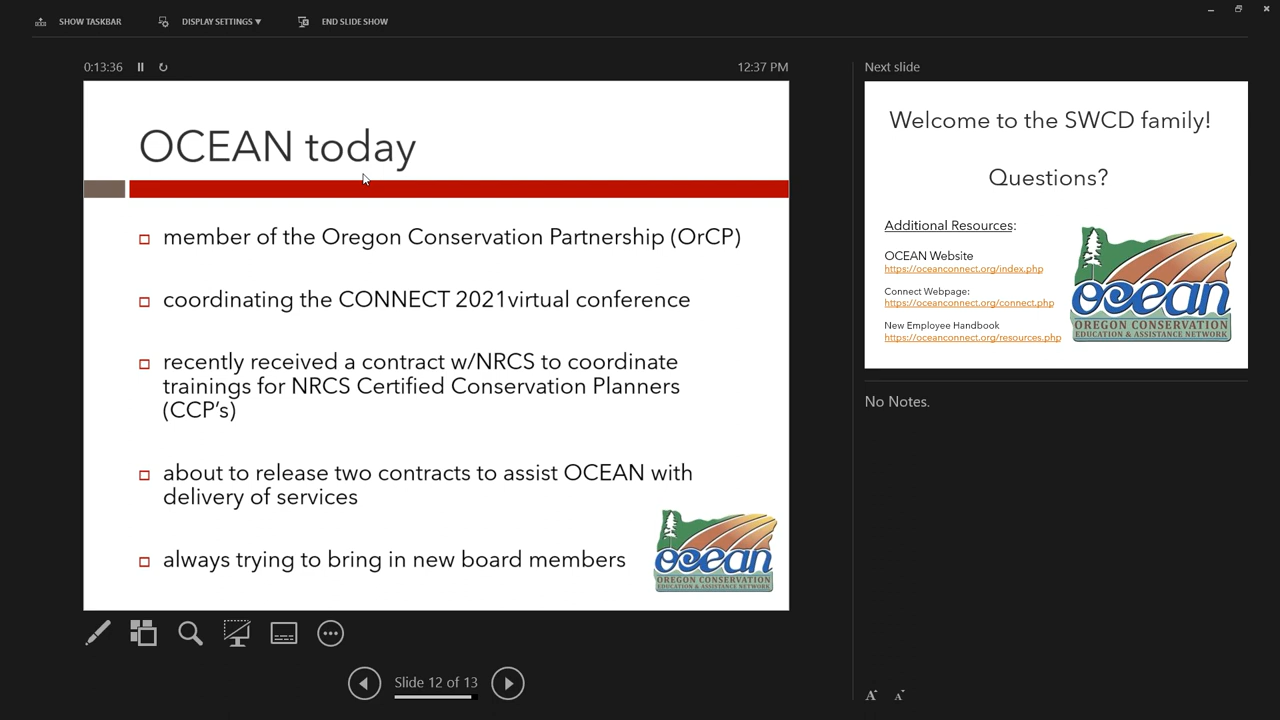 SHOW TASKBAR
DISPLAY SETTINGS ▼
END SLIDE SHOW
0:13:36
12:37 PM
OCEAN today
member of the Oregon Conservation Partnership (OrCP)
coordinating the CONNECT 2021virtual conference
recently received a contract w/NRCS to coordinate
trainings for NRCS Certified Conservation Planners
(CCP's)
about to release two contracts to assist OCEAN with
delivery of services
always trying to bring in new board members
ocean
OREGON CONSERVATION
EDUCATION & ASSISTANCE NETWORK
Slide 12 of 13
Next slide
Welcome to the SWCD family!
Questions?
Additional Resources:
OCEAN Website
https://oceanconnect.org/index.php
Connect Webpage:
https://oceanconnect.org/connect.php
New Employee Handbook
https://oceanconnect.org/resources.php
ocean
OREGON CONSERVATION
EDUCATION & ASSISTANCE NETWORK
No Notes.
A
A